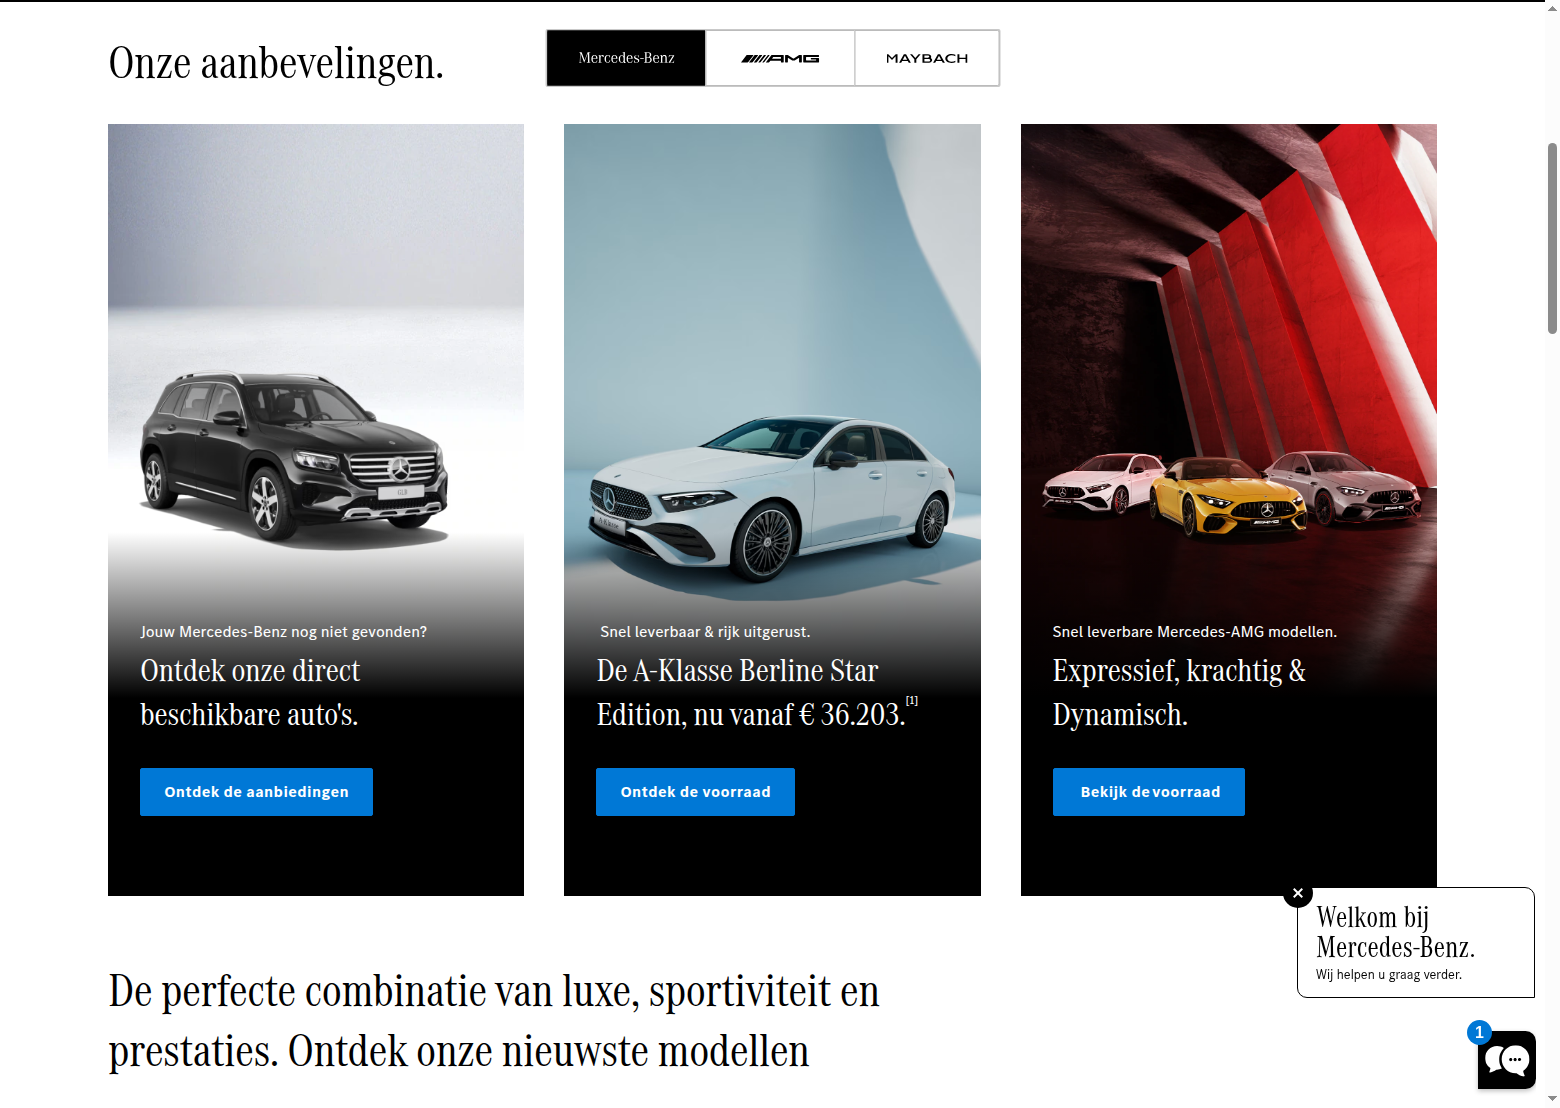 Onze aanbevelingen.
Mercedes-Benz
AMG
MAYBACH
GLB
Jouw Mercedes-Benz nog niet gevonden?
Ontdek onze direct
beschikbare auto's.
Ontdek de aanbiedingen
A-Klasse
Snel leverbaar & rijk uitgerust.
De A-Klasse Berline Star
Edition, nu vanaf € 36.203.[1]
Ontdek de voorraad
AMG
Snel leverbare Mercedes-AMG modellen.
Expressief, krachtig &
Dynamisch.
Bekijk de voorraad
Welkom bij
Mercedes-Benz.
Wij helpen u graag verder.
De perfecte combinatie van luxe, sportiviteit en
prestaties. Ontdek onze nieuwste modellen
1